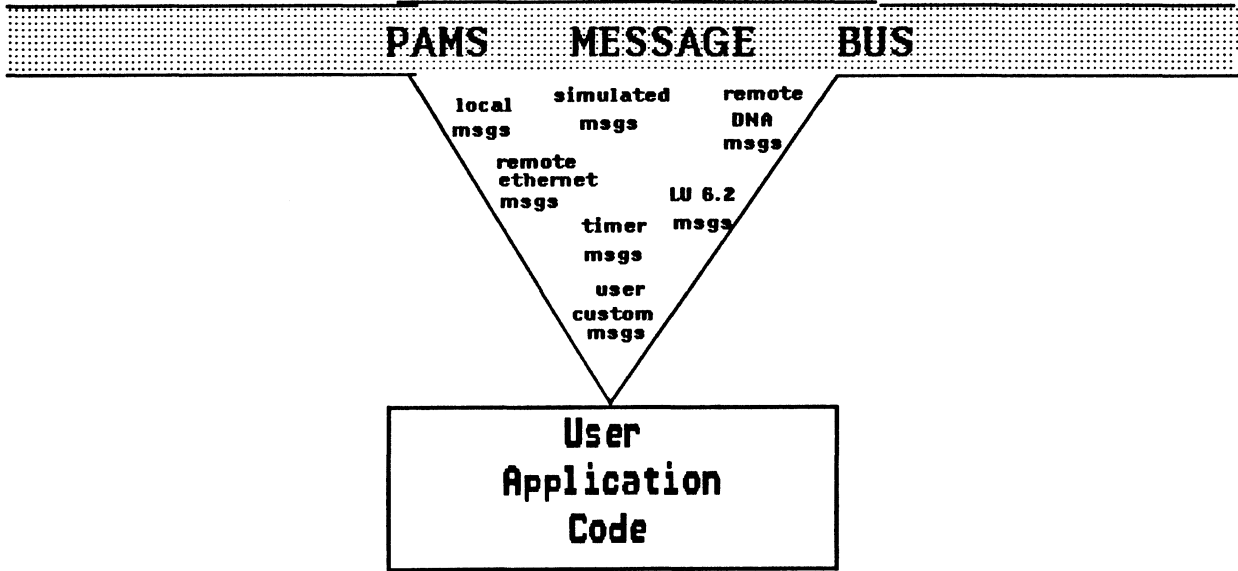 PAMS MESSAGE BUS
local
msgs
simulated
msgs
remote
DNA
msgs
remote
ethernet
msgs
LU 6.2
msgs
timer
msgs
user
custom
msgs
User
Application
Code